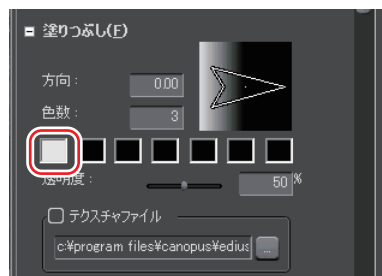 塗りつぶし(F)
方向: 0.00
色数: 3
透明度: 50 %
テクスチャファイル
c:¥program files¥canopus¥edius ...